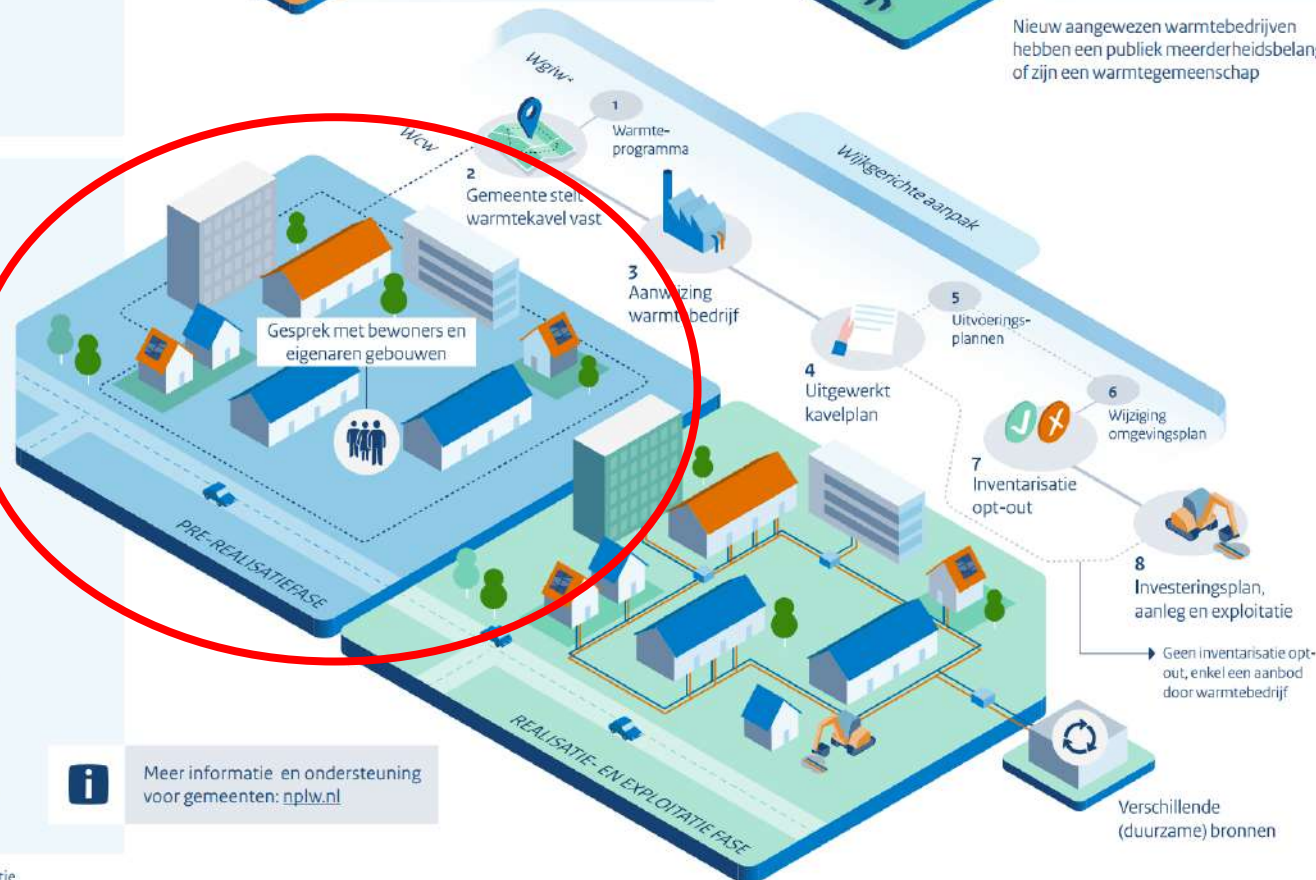 Nieuw aangewezen warmtebedrijven
hebben een publiek meerderheidsbelang
of zijn een warmtegemeenschap
Wgiw*
Wcw
Wijkgerichte aanpak
1
Warmte-
programma
2
Gemeente stelt
warmtekavel vast
3
Aanwijzing
warmtebedrijf
4
Uitgewerkt
kavelplan
5
Uitvoerings-
plannen
6
Wijziging
omgevingsplan
7
Inventarisatie
opt-out
8
Investeringsplan,
aanleg en exploitatie
Geen inventarisatie opt-
out, enkel een aanbod
door warmtebedrijf
Gesprek met bewoners en
eigenaren gebouwen
PRE-REALISATIEFASE
REALISATIE- EN EXPLOITATIE FASE
Verschillende
(duurzame) bronnen
i
Meer informatie en ondersteuning
voor gemeenten: nplw.nl